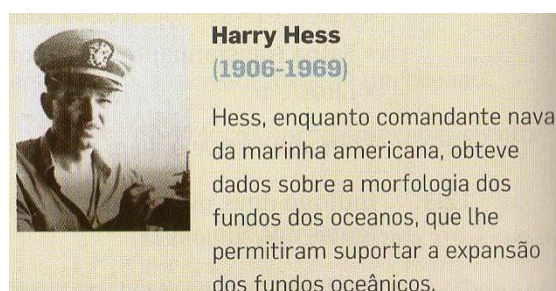 Harry Hess
(1906-1969)
Hess, enquanto comandante nava
da marinha americana, obteve
dados sobre a morfologia dos
fundos dos oceanos, que lhe
permitiram suportar a expansão
dos fundos oceânicos.